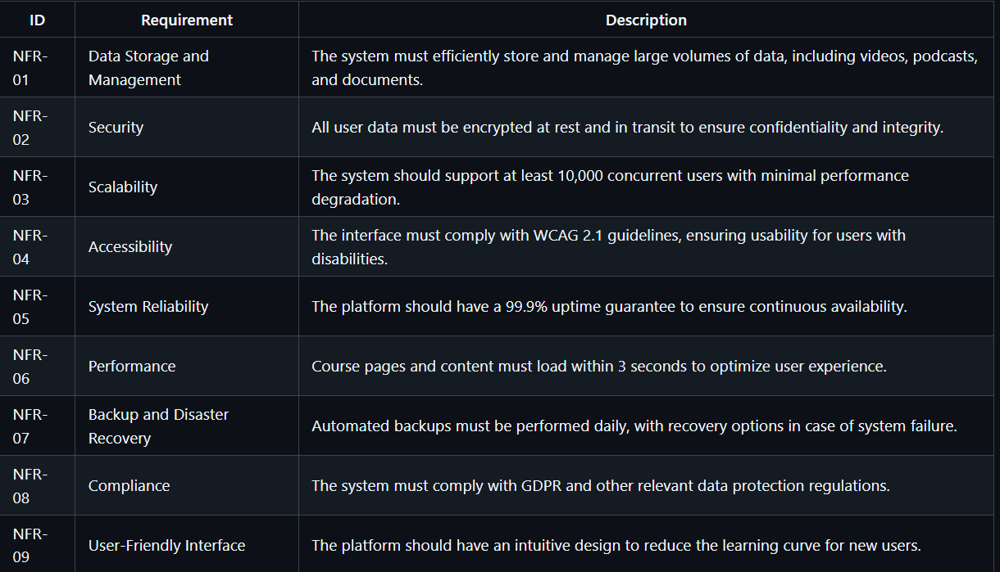 ID Requirement Description
NFR- Data Storage and The system must efficiently store and manage large volumes of data, including videos, podcasts,
01 Management and documents.
NFR-
02 Security All user data must be encrypted at rest and in transit to ensure confidentiality and integrity.
NFR- The system should support at least 10,000 concurrent users with minimal performance
03 Scalability degradation.
NFR- The interface must comply with WCAG 2.1 guidelines, ensuring usability for users with
04 Accessibility disabilities.
NFR-
05 System Reliability The platform should have a 99.9% uptime guarantee to ensure continuous availability.
NFR-
06 Performance Course pages and content must load within 3 seconds to optimize user experience.
NFR- Backup and Disaster
07 Recovery Automated backups must be performed daily, with recovery options in case of system failure.
NFR-
08 Compliance The system must comply with GDPR and other relevant data protection regulations.
NFR-
09 User-Friendly Interface The platform should have an intuitive design to reduce the learning curve for new users.